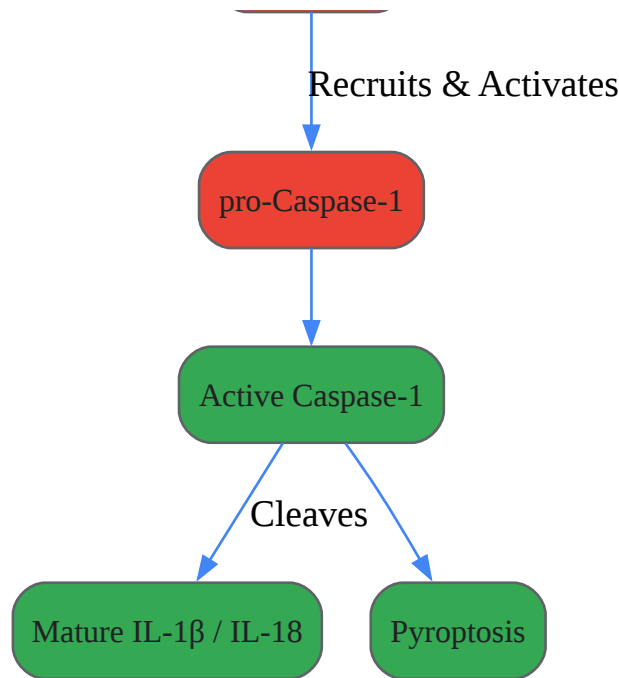 Recruits & Activates
pro-Caspase-1
Active Caspase-1
Cleaves
Mature IL-1β / IL-18
Pyroptosis